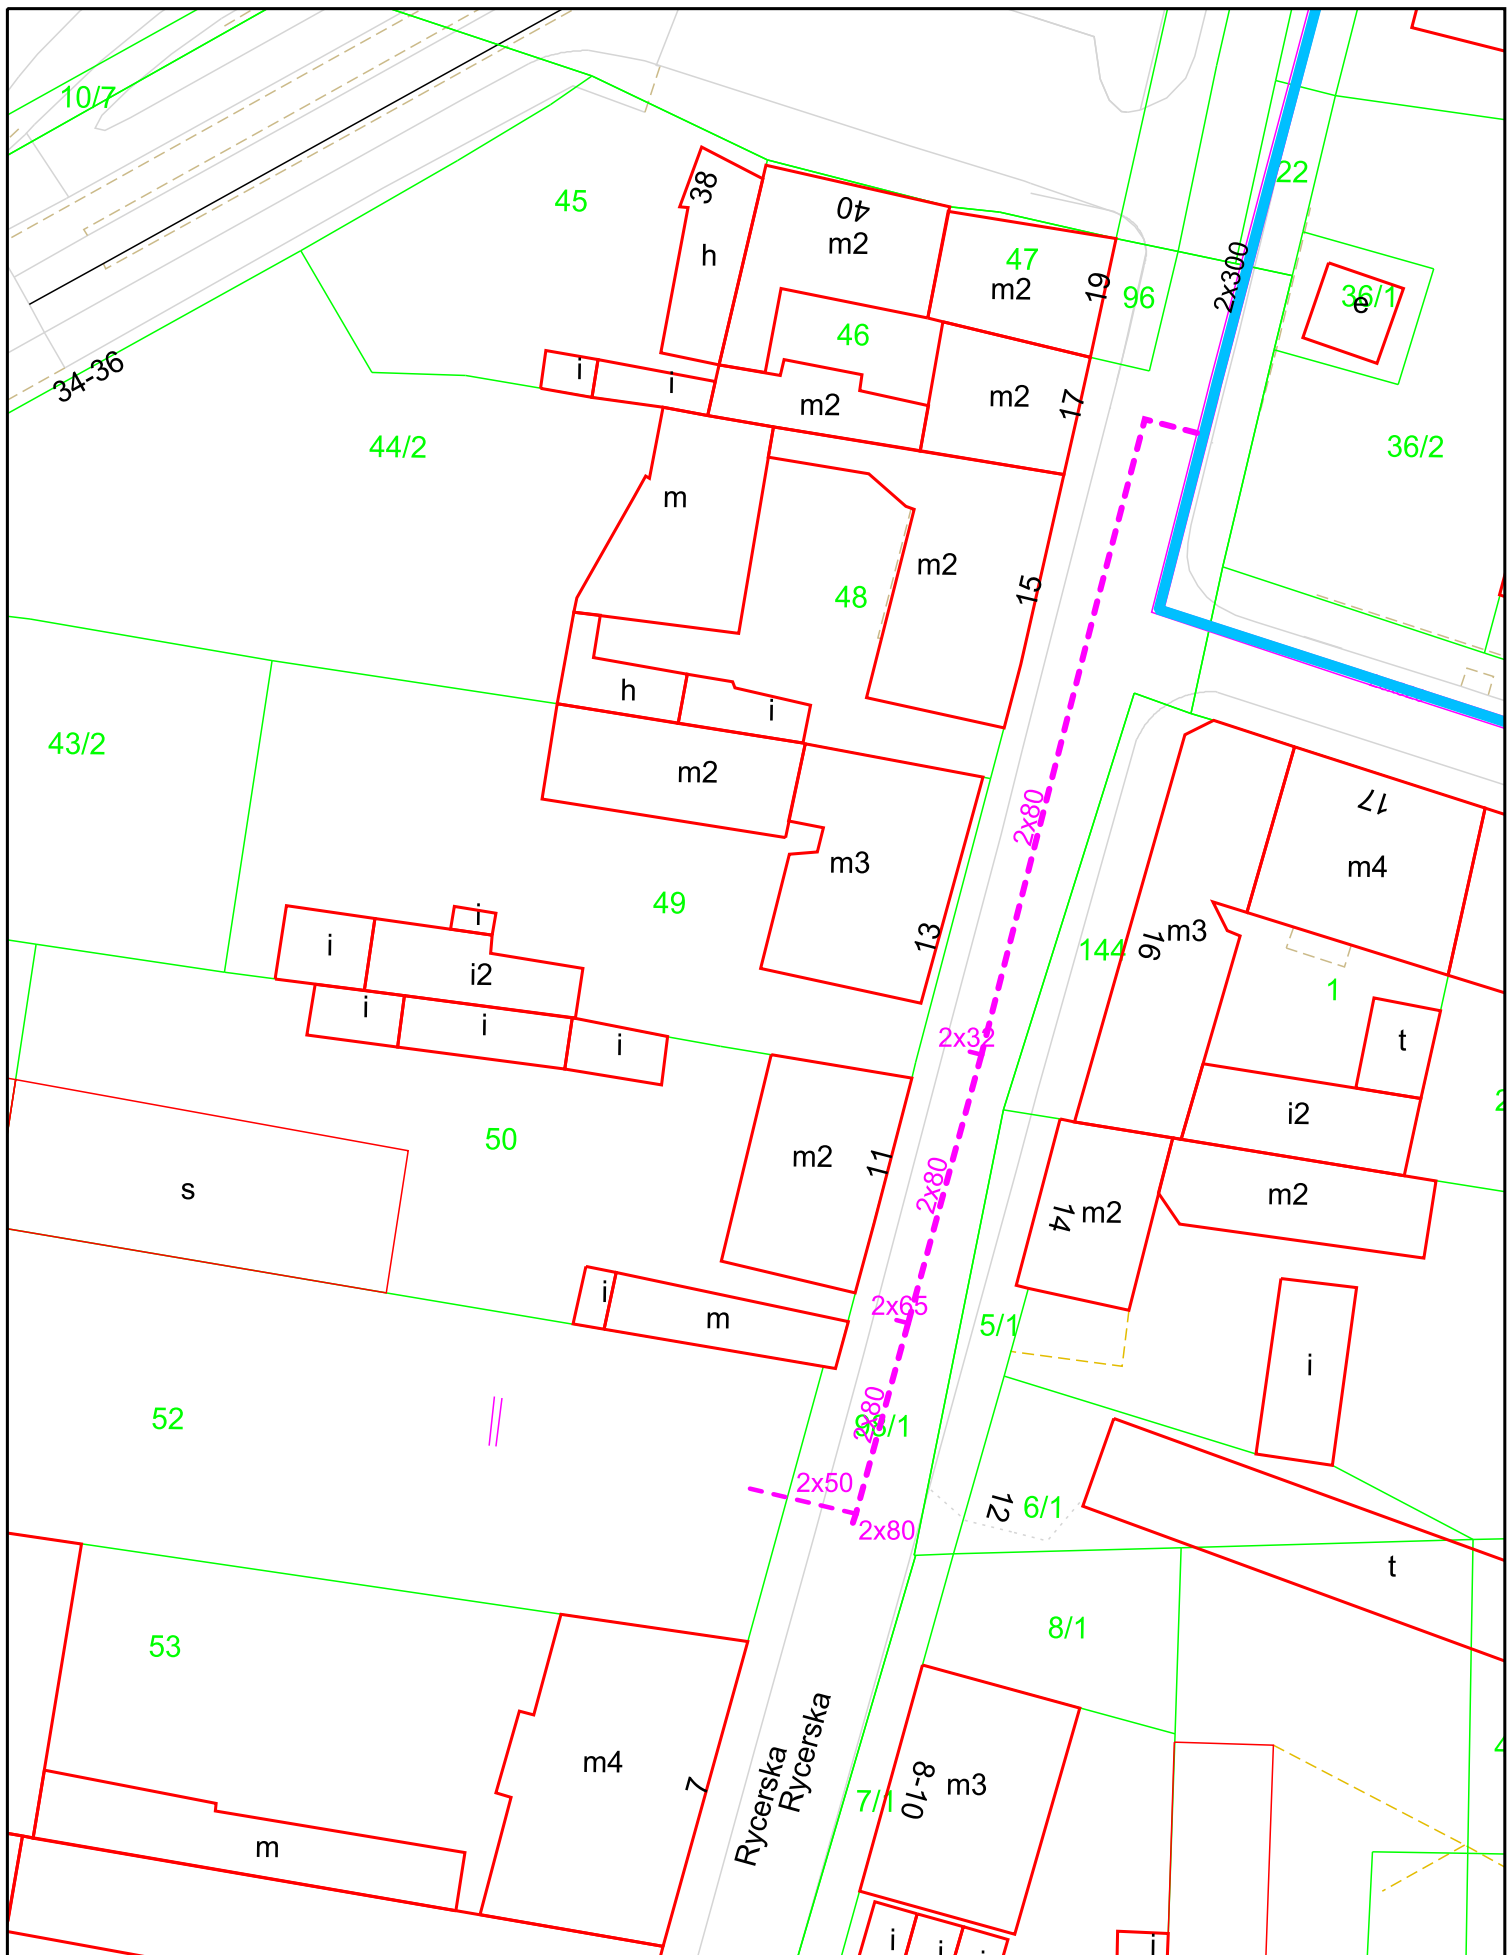 10/7
22
45
38
40
m2
h
47
m2
19
96
2x300
36/1
e
46
34-36
i
i
m2
m2
17
44/2
36/2
m
m2
15
48
h
i
43/2
m2
2x80
17
m3
m4
49
13
i
i
i2
144
16
m3
1
i
i
i
2x32
t
i2
50
m2
11
2x80
s
14
m2
m2
i
m
2x65
5/1
i
52
2x80
2x50
12
6/1
2x80
t
53
8/1
m4
7
Rycerska
Rycerska
7/1
8-10
m3
m
i
i
i
i